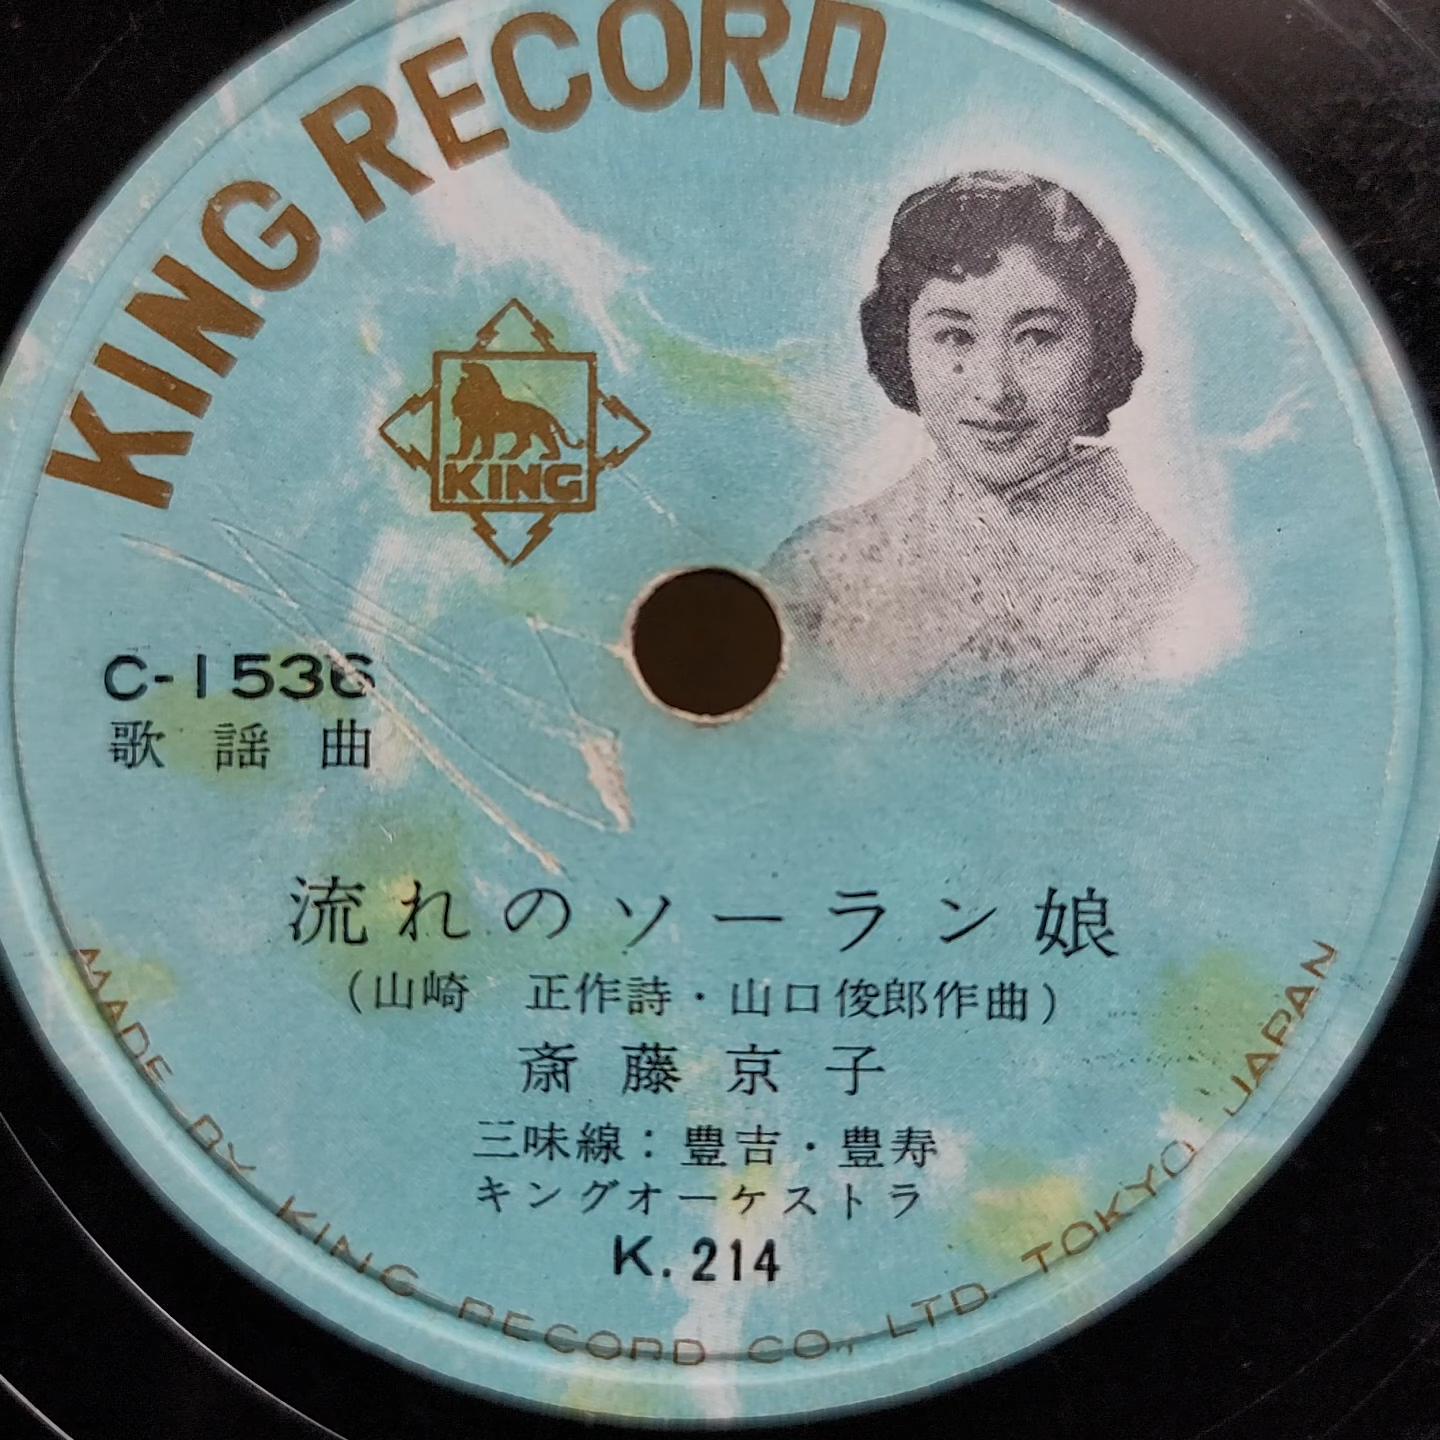 KING RECORD
KING
C-1536
歌謡曲
流れのソーラン娘
(山崎 正作詩・山口俊郎作曲)
斎藤京子
三味線:豊吉・豊寿
キングオーケストラ
K.214
MADE BY KING RECORD CO., LTD. TOKYO JAPAN